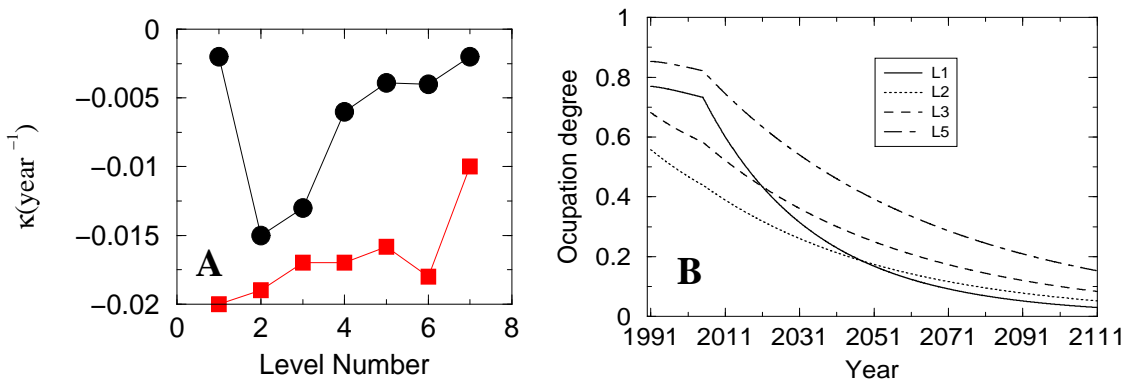 κ(year ⁻¹)
0
−0.005
−0.01
−0.015
−0.02
A
0 2 4 6 8
Level Number
Ocupation degree
1
0.8
0.6
0.4
0.2
0
L1
L2
L3
L5
B
1991 2011 2031 2051 2071 2091 2111
Year